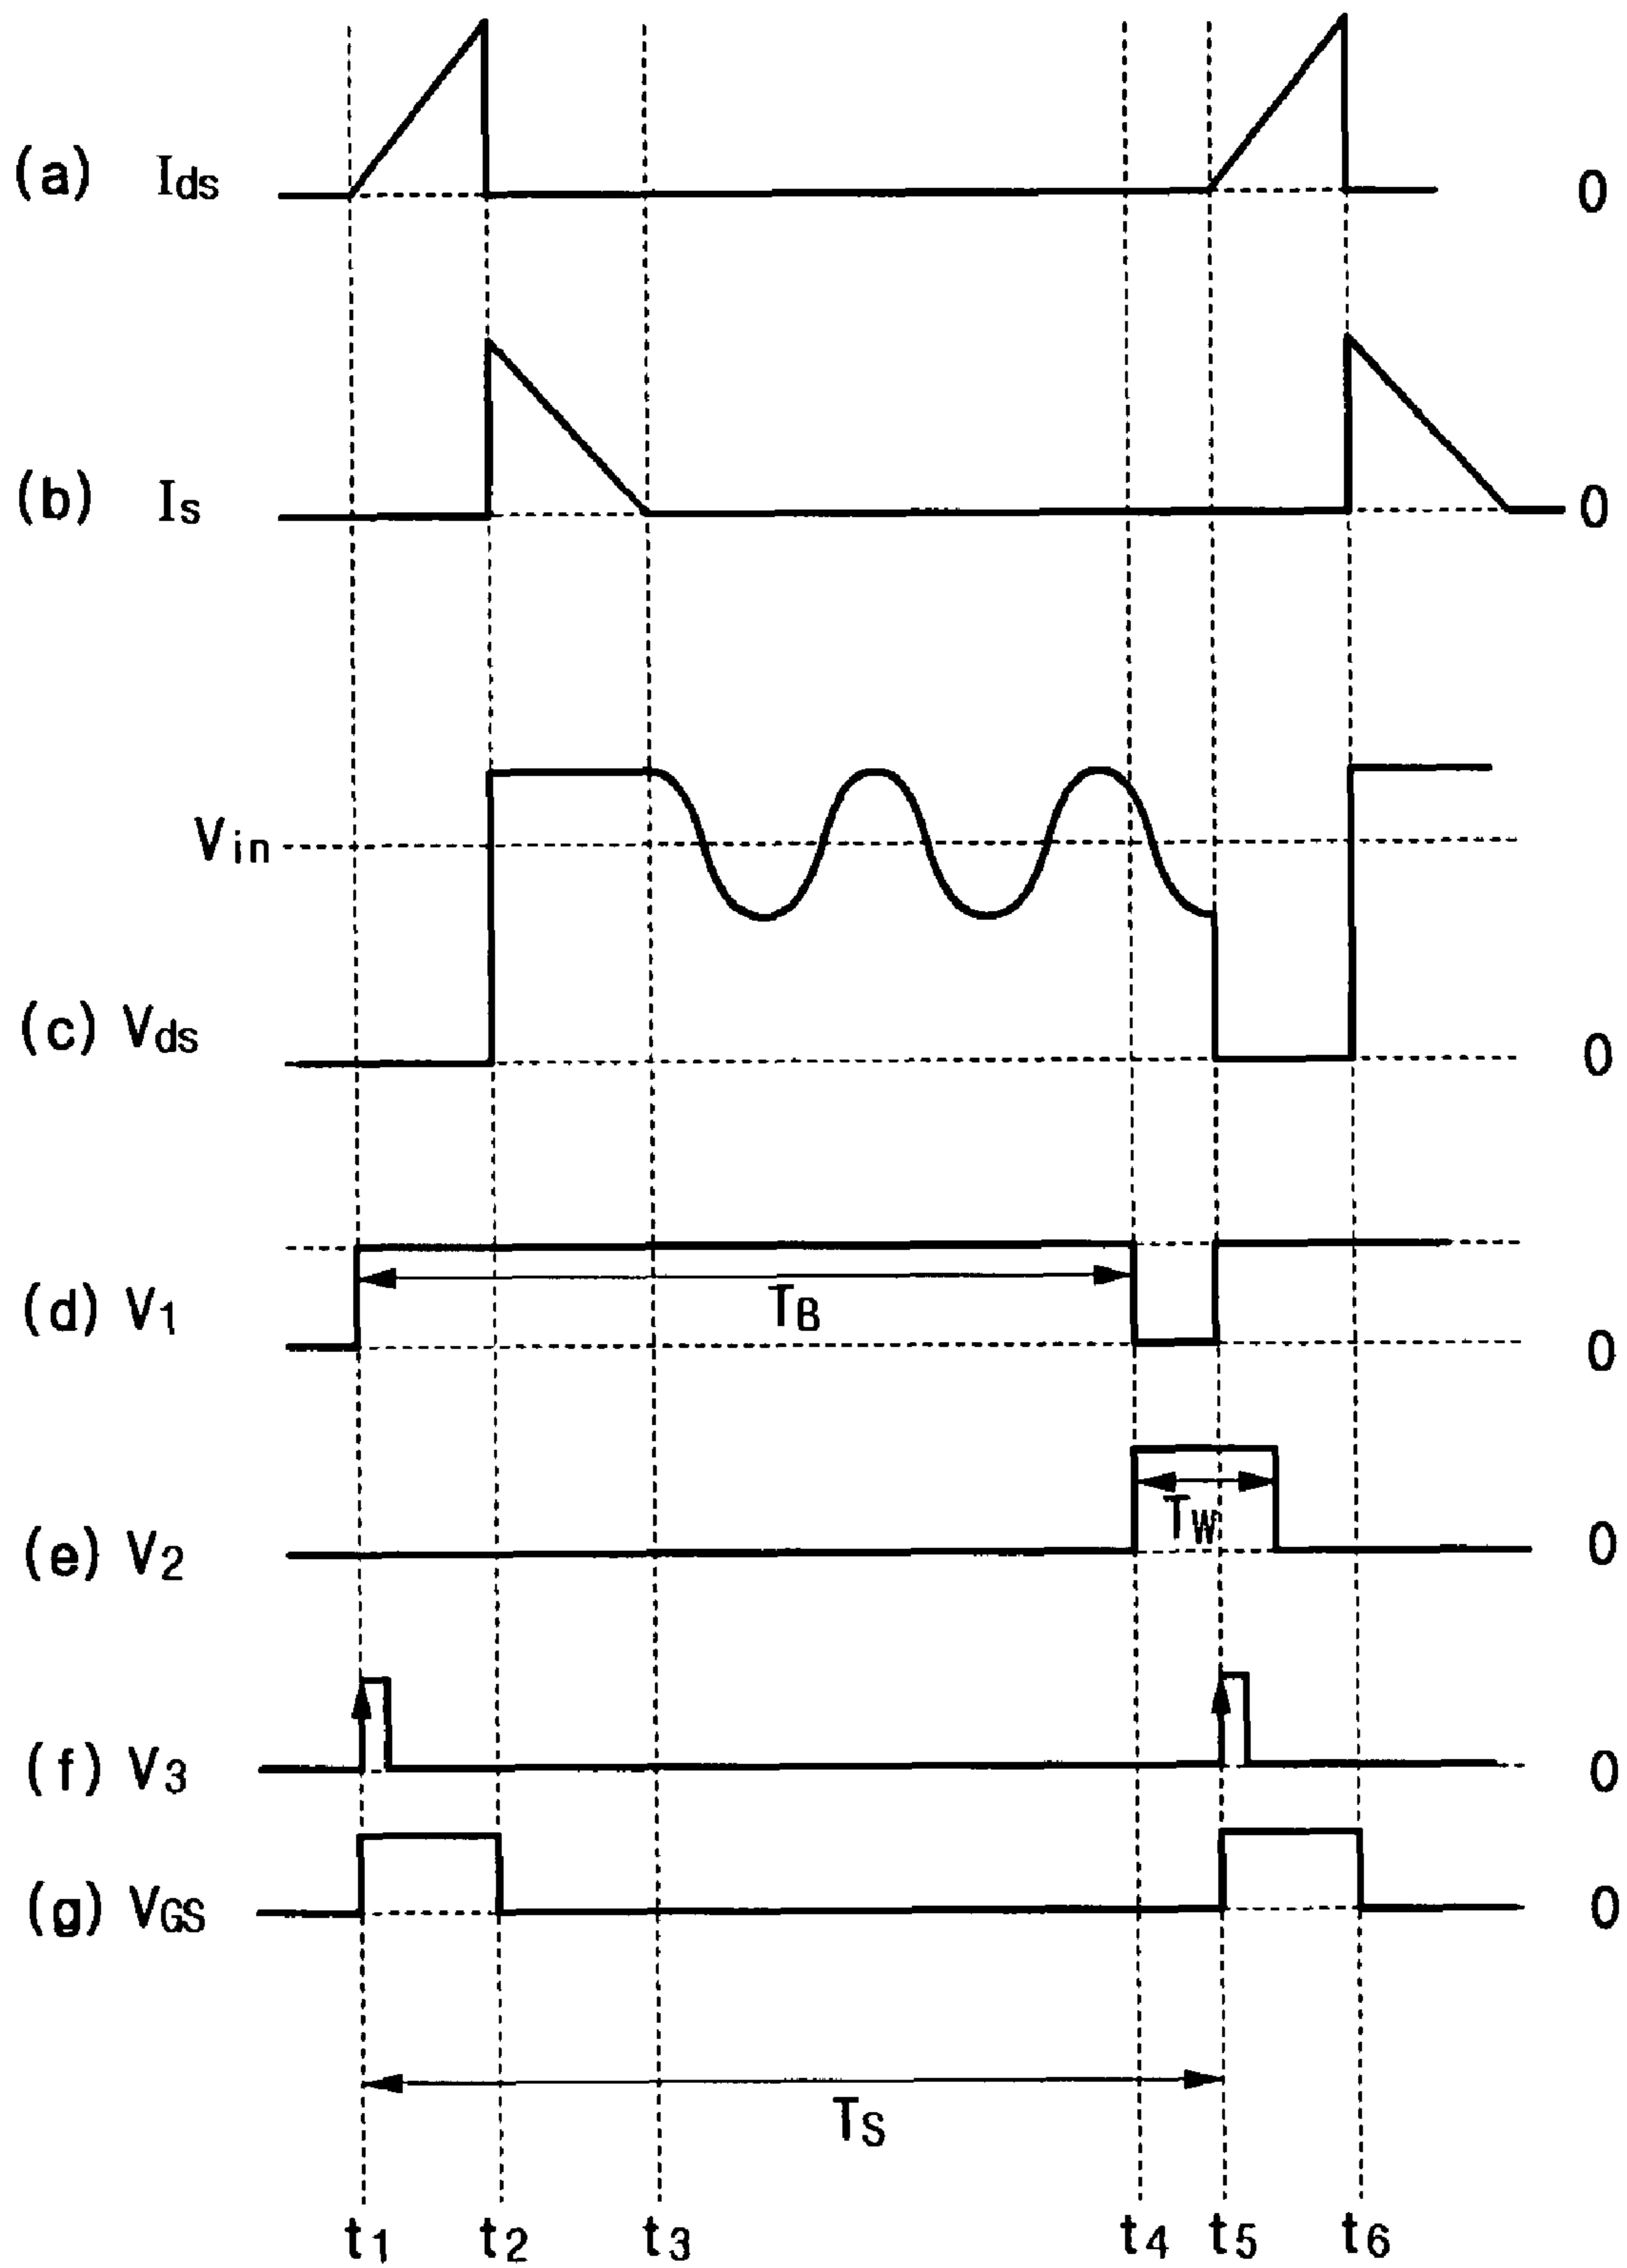 (a) Ids 0
(b) Is 0
Vin
(c) Vds 0
TB
(d) V1 0
TW
(e) V2 0
(f) V3 0
(g) VGS 0
TS
t1 t2 t3 t4 t5 t6